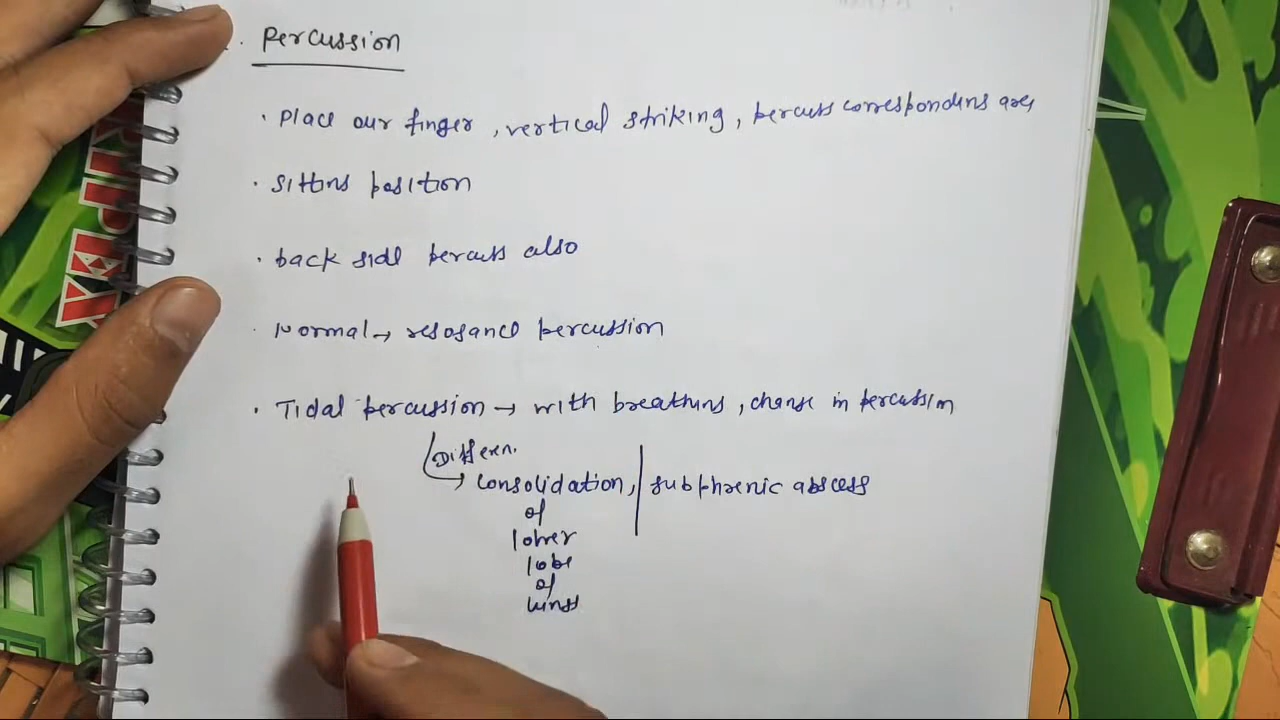 Percussion
• Place our finger, vertical striking, percuss corresponding area
• Sitting position
• back side percuss also
• Normal → resosance percussion
• Tidal percussion → with breathing, change in percussion
Differen.
→ consolidation, | subphrenic abscess
of
lower
lobe
of
lungs